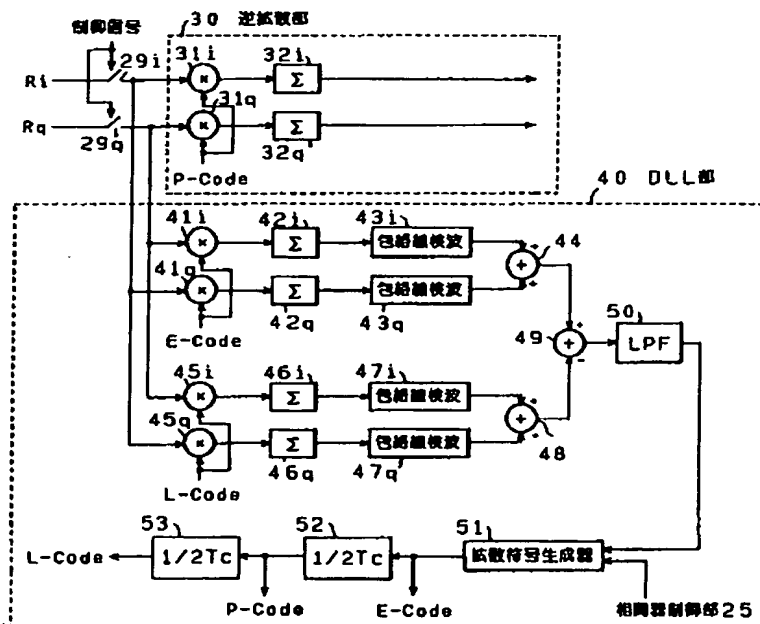 30 逆拡散部
制御信号
29i
31i
32i
Ri
×
Σ
31q
32q
Rq
×
Σ
29q
P-Code
40 DLL部
41i
42i
43i
×
Σ
包絡線検波
+
+
44
41q
42q
43q
×
Σ
包絡線検波
+
E-Code
50
49
+
+
−
LPF
45i
46i
47i
×
Σ
包絡線検波
+
+
48
45q
46q
47q
×
Σ
包絡線検波
+
L-Code
53
52
51
L-Code
1/2Tc
1/2Tc
拡散符号生成器
P-Code
E-Code
相関器制御部25